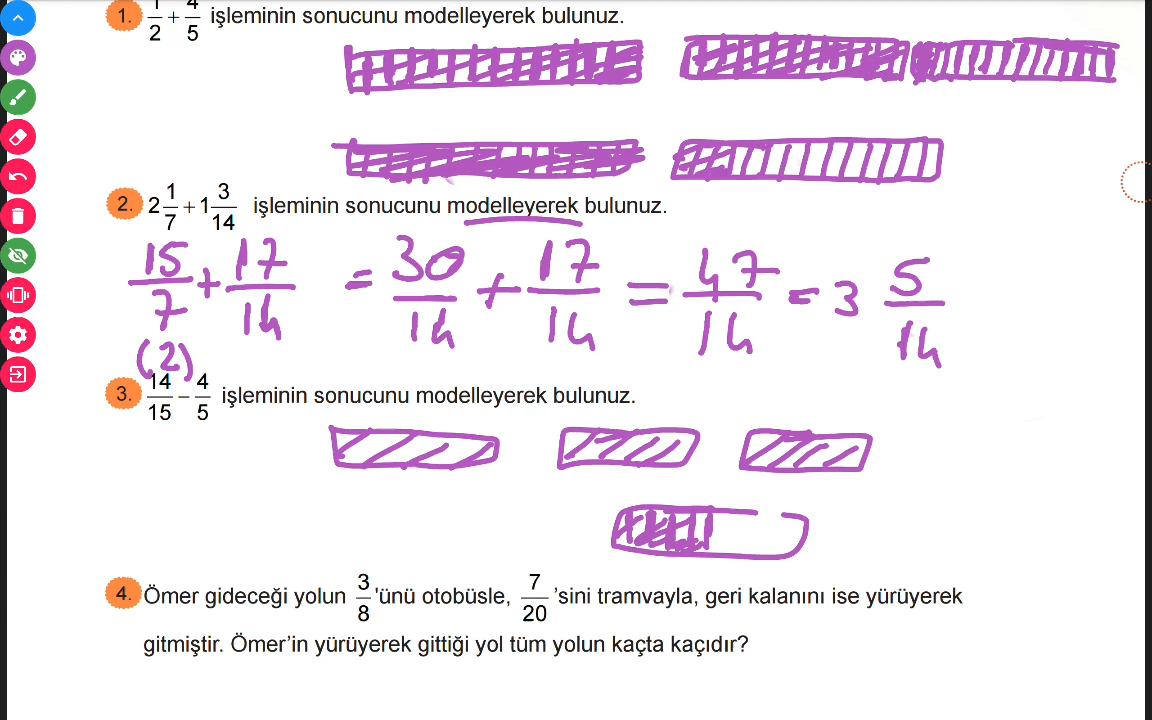 1. 1/2 + 4/5 işleminin sonucunu modelleyerek bulunuz.
2. 2 1/7 + 1 3/14 işleminin sonucunu modelleyerek bulunuz.
15/7 + 17/14 = 30/14 + 17/14 = 47/14 = 3 5/14
(2)
3. 14/15 − 4/5 işleminin sonucunu modelleyerek bulunuz.
4. Ömer gideceği yolun 3/8 'ünü otobüsle, 7/20 'sini tramvayla, geri kalanını ise yürüyerek
gitmiştir. Ömer'in yürüyerek gittiği yol tüm yolun kaçta kaçıdır?